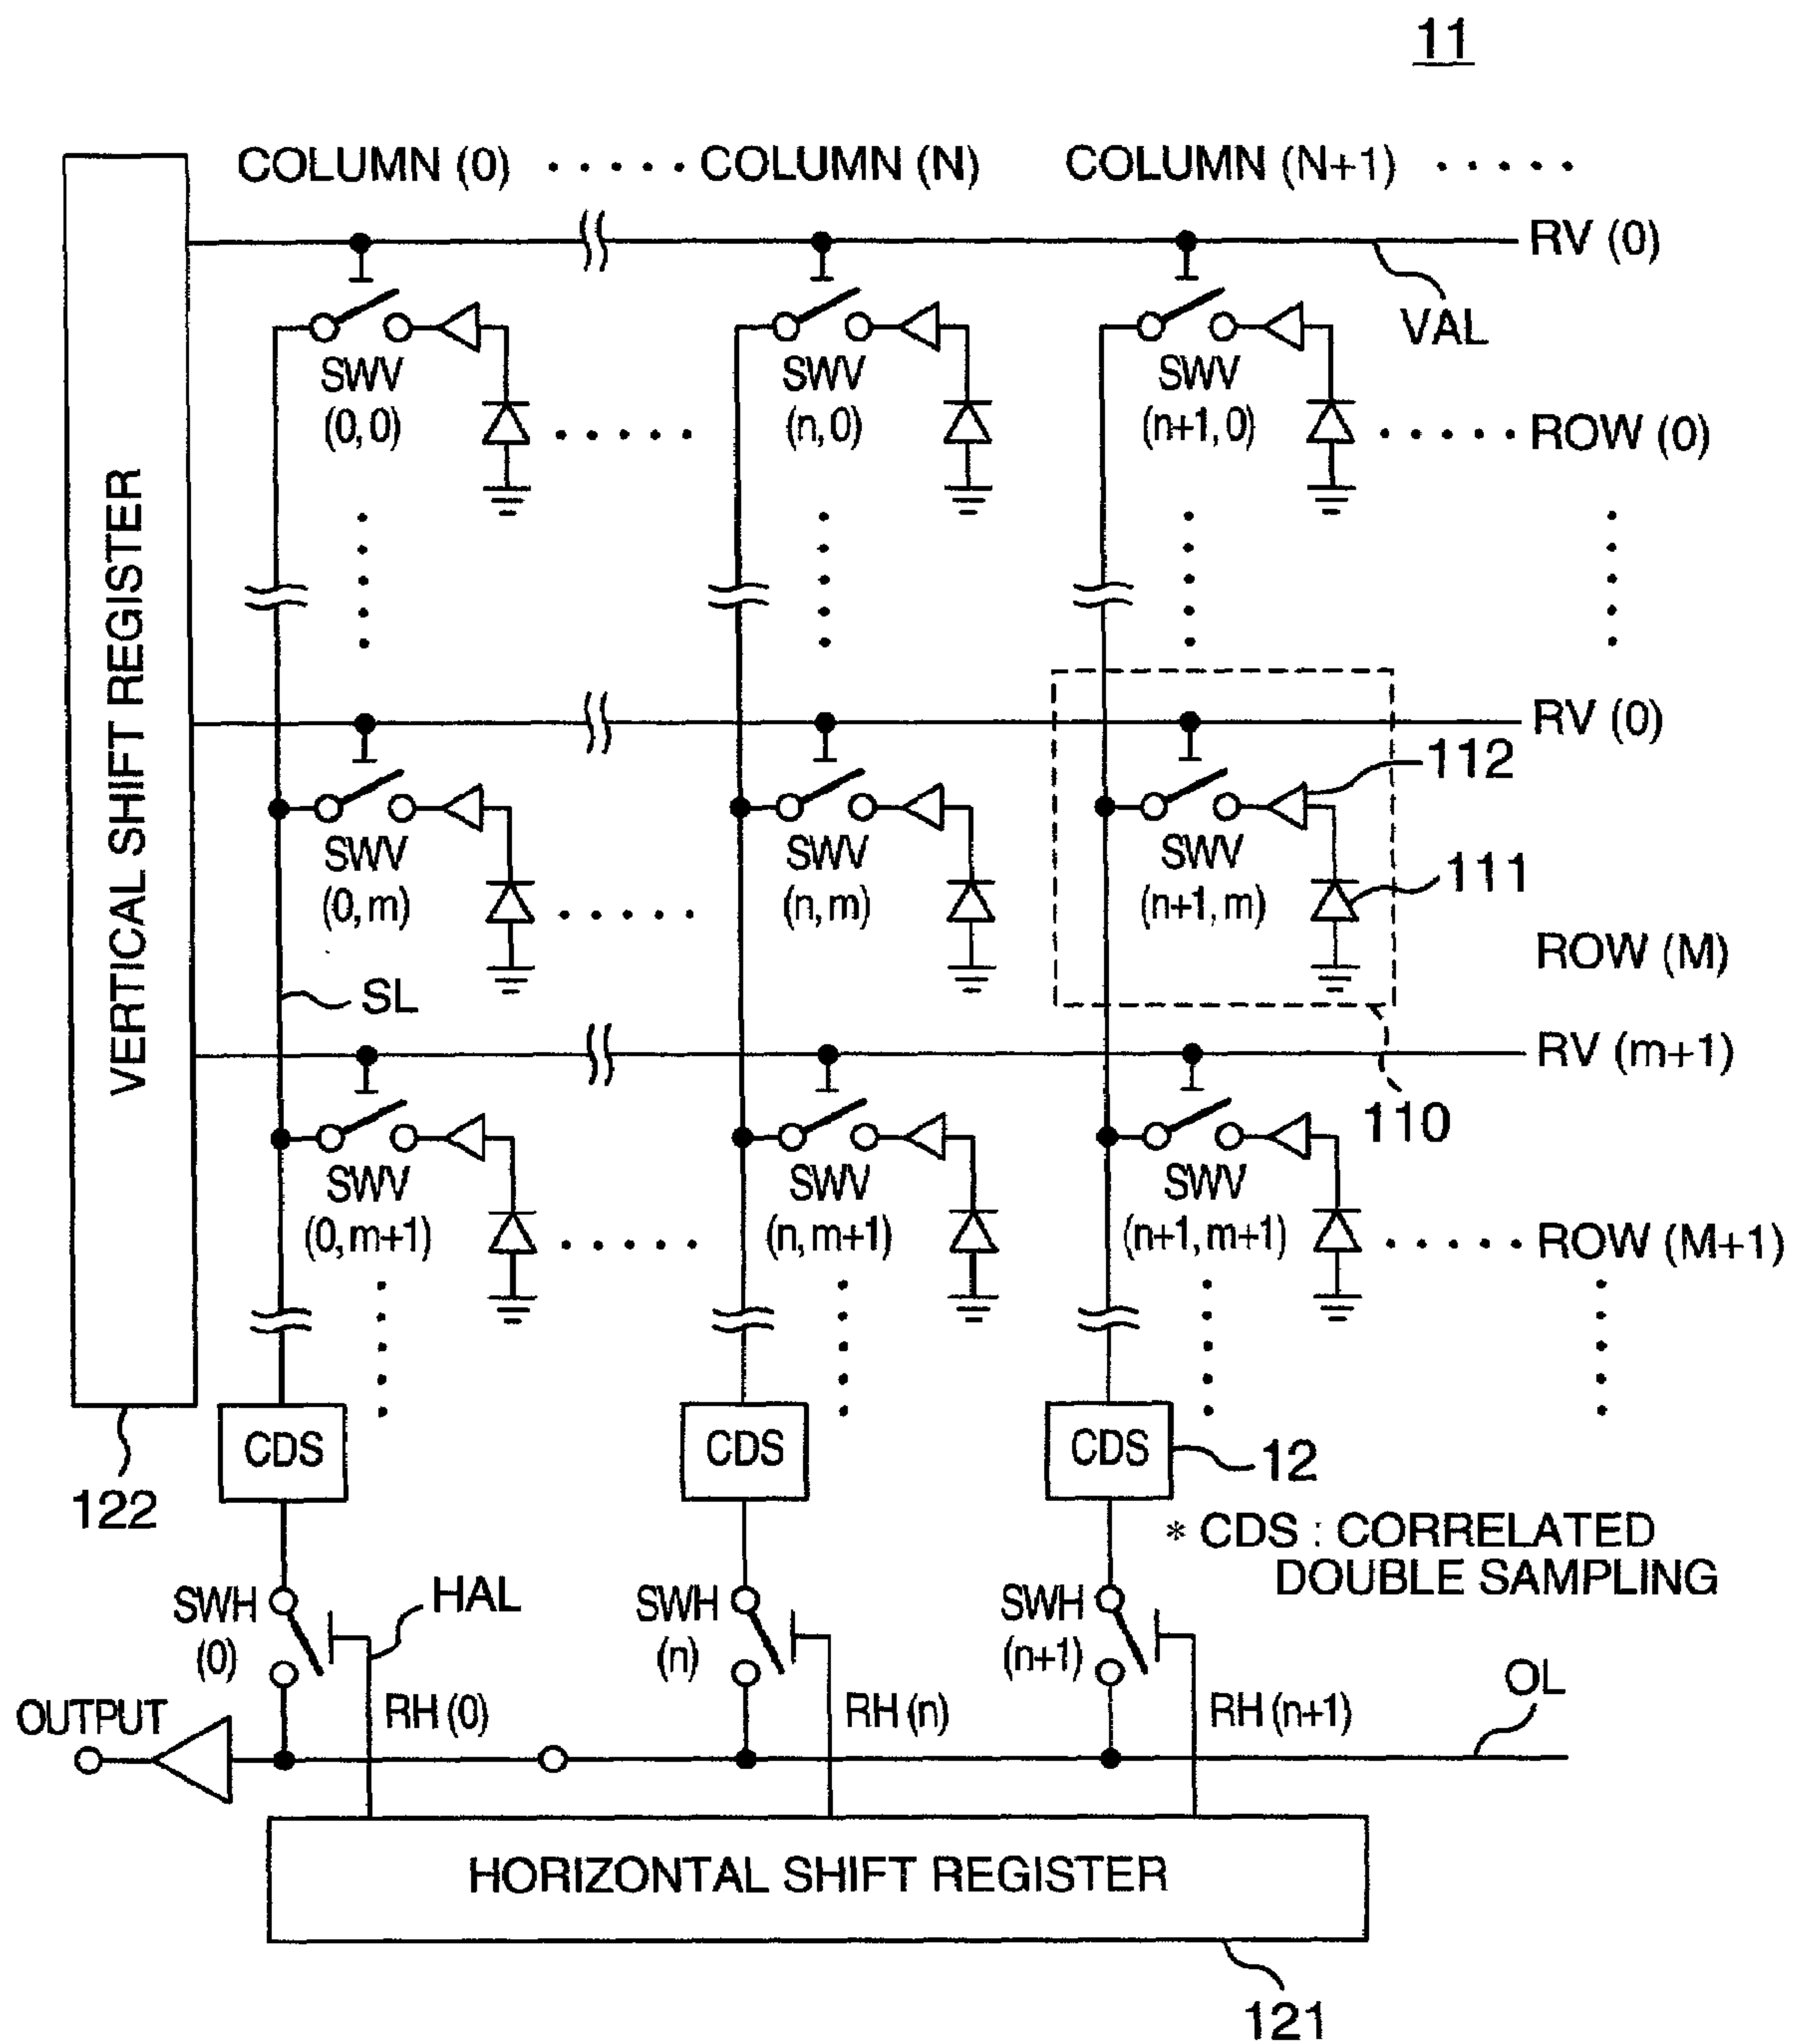 11
COLUMN (0) ..... COLUMN (N) COLUMN (N+1) .....
RV (0)
VAL
SWV (0, 0)
SWV (n, 0)
SWV (n+1, 0)
..... ROW (0)
VERTICAL SHIFT REGISTER
RV (0)
112
SWV (0, m)
SWV (n, m)
SWV (n+1, m)
111
ROW (M)
SL
RV (m+1)
110
SWV (0, m+1)
SWV (n, m+1)
SWV (n+1, m+1)
..... ROW (M+1)
CDS
CDS
CDS
12
122
* CDS : CORRELATED
DOUBLE SAMPLING
SWH (0)
HAL
SWH (n)
SWH (n+1)
OUTPUT
RH (0)
RH (n)
RH (n+1)
OL
HORIZONTAL SHIFT REGISTER
121